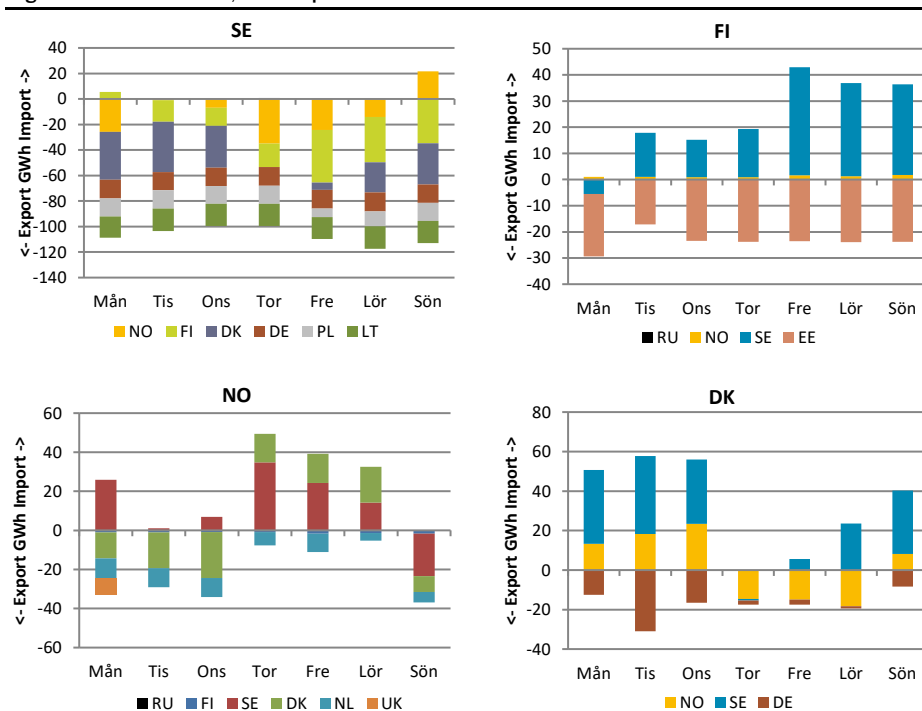 SE
<- Export GWh Import ->
40
20
0
-20
-40
-60
-80
-100
-120
-140
Mån Tis Ons Tor Fre Lör Sön
NO FI DK DE PL LT
FI
<- Export GWh Import ->
50
40
30
20
10
0
-10
-20
-30
-40
Mån Tis Ons Tor Fre Lör Sön
RU NO SE EE
NO
<- Export GWh Import ->
60
40
20
0
-20
-40
-60
Mån Tis Ons Tor Fre Lör Sön
RU FI SE DK NL UK
DK
<- Export GWh Import ->
80
60
40
20
0
-20
-40
Mån Tis Ons Tor Fre Lör Sön
NO SE DE